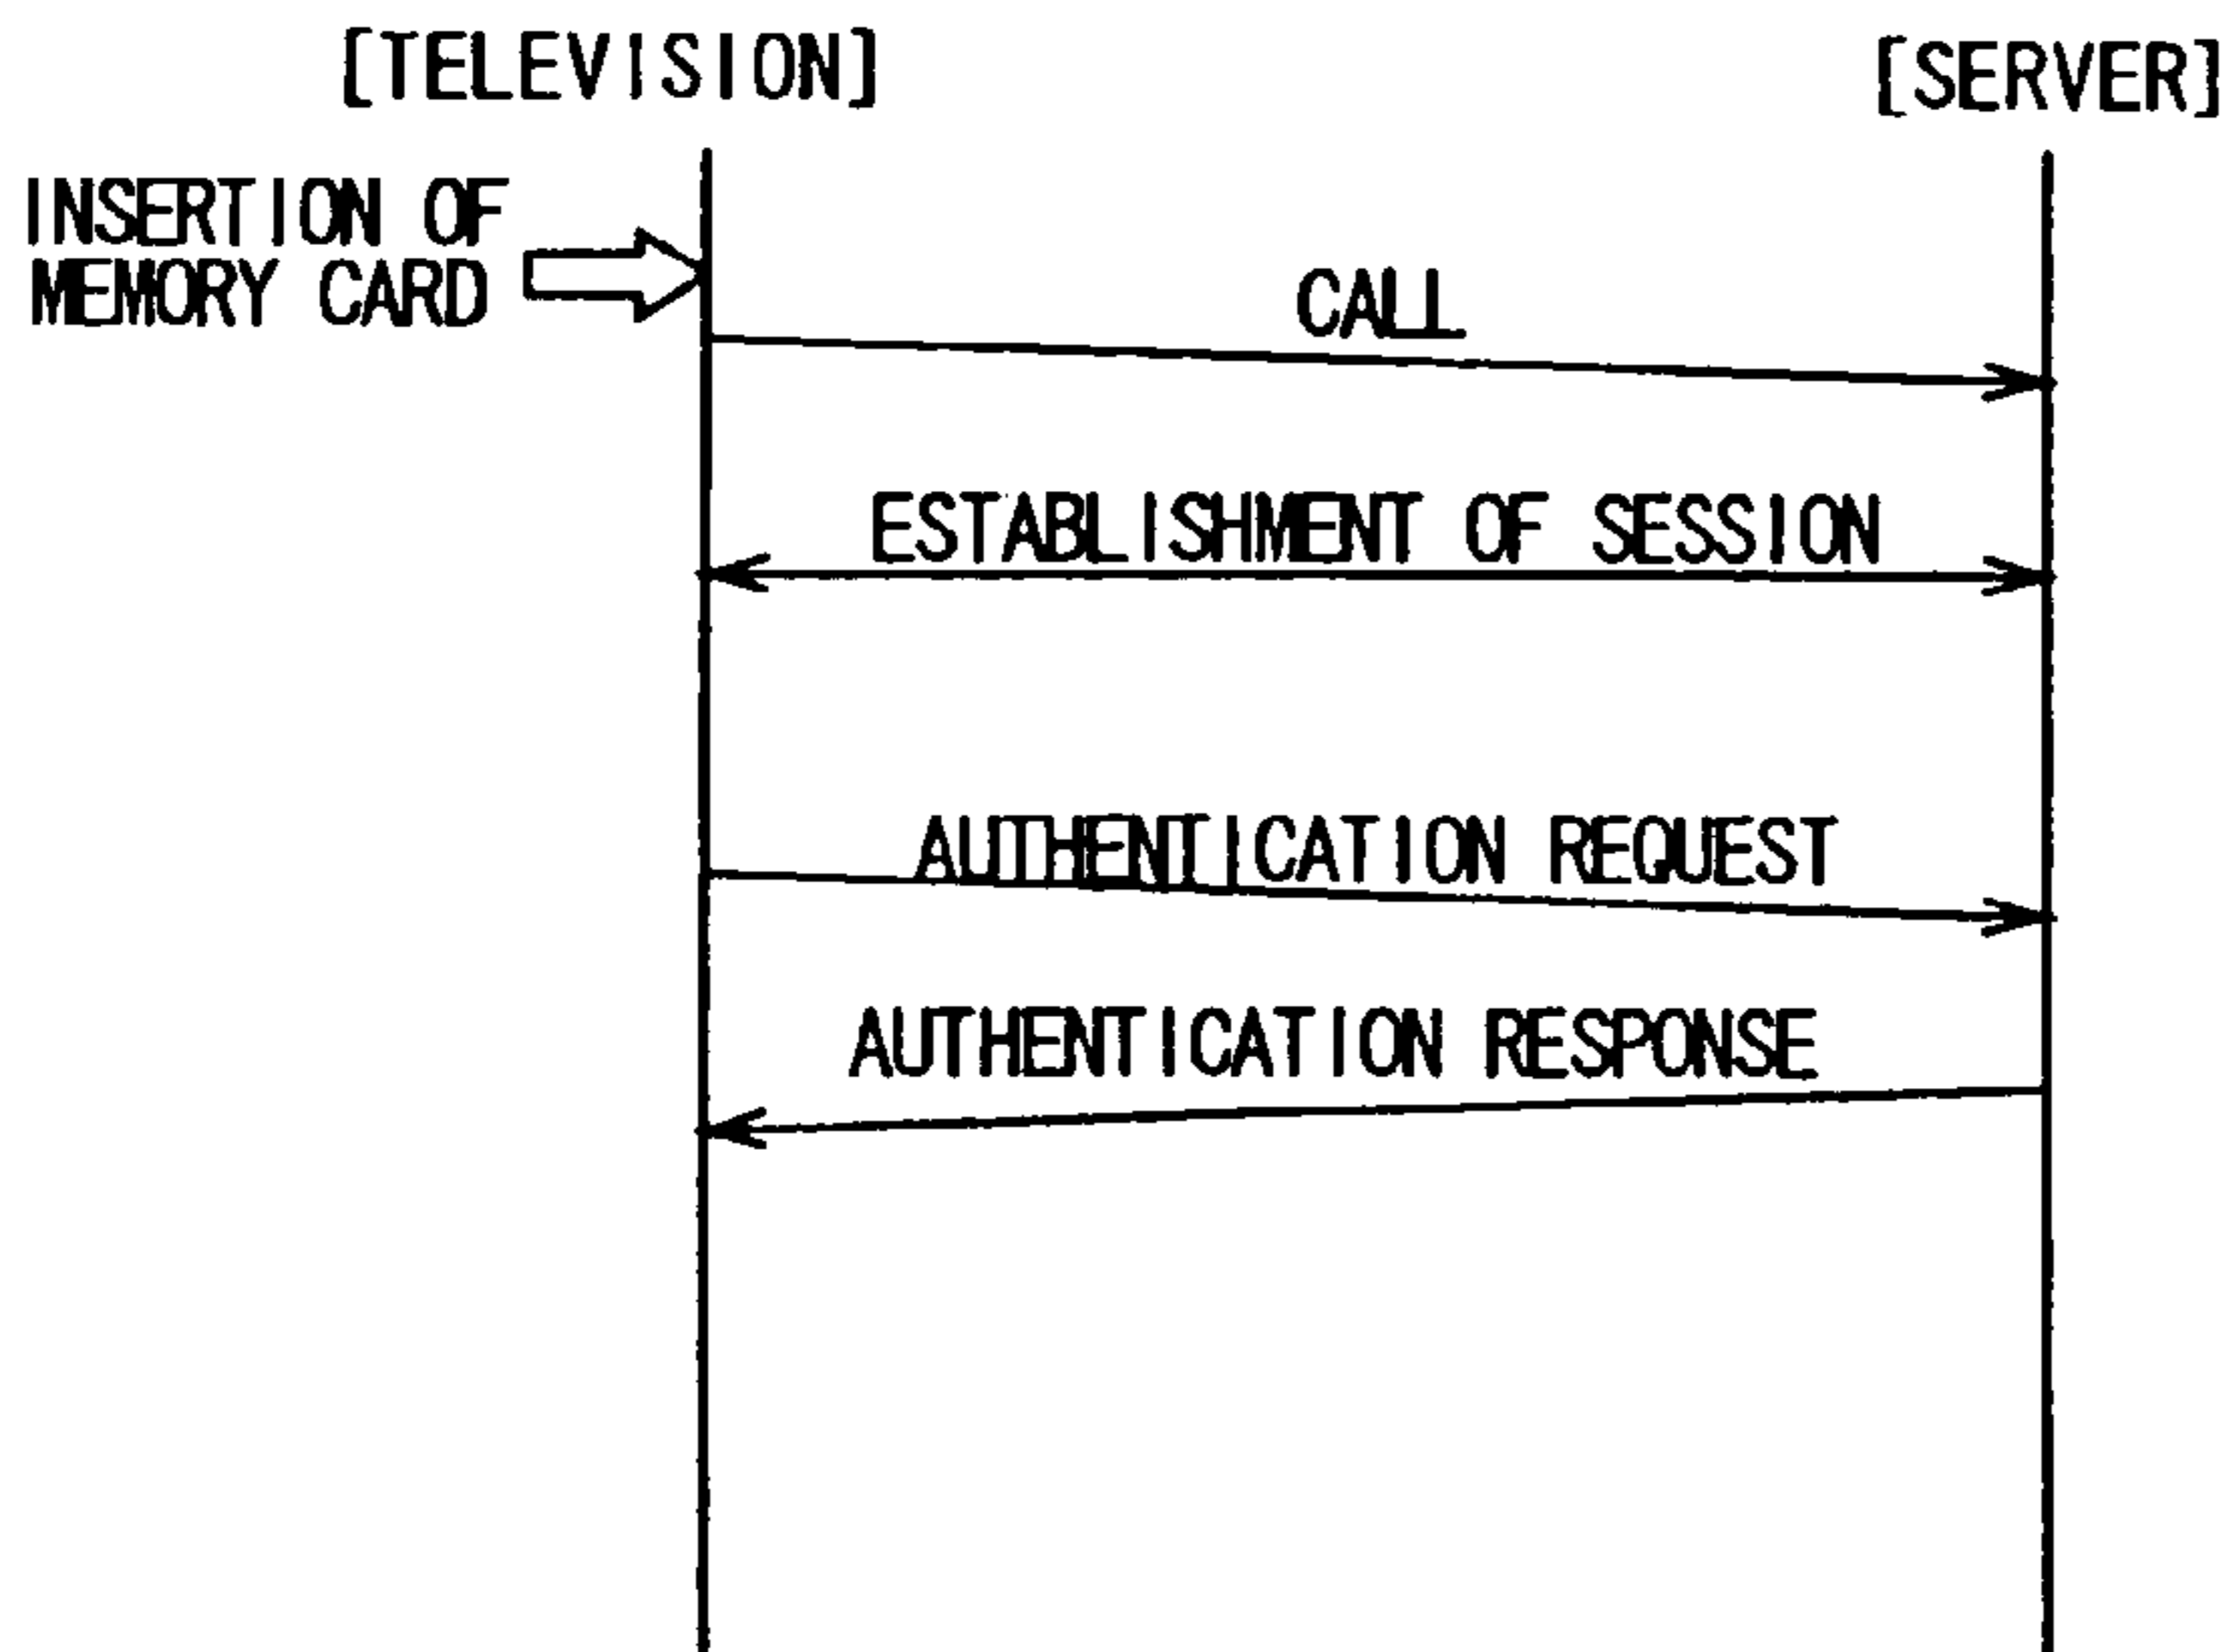 [TELEVISION]
[SERVER]
INSERTION OF
MEMORY CARD
CALL
ESTABLISHMENT OF SESSION
AUTHENTICATION REQUEST
AUTHENTICATION RESPONSE